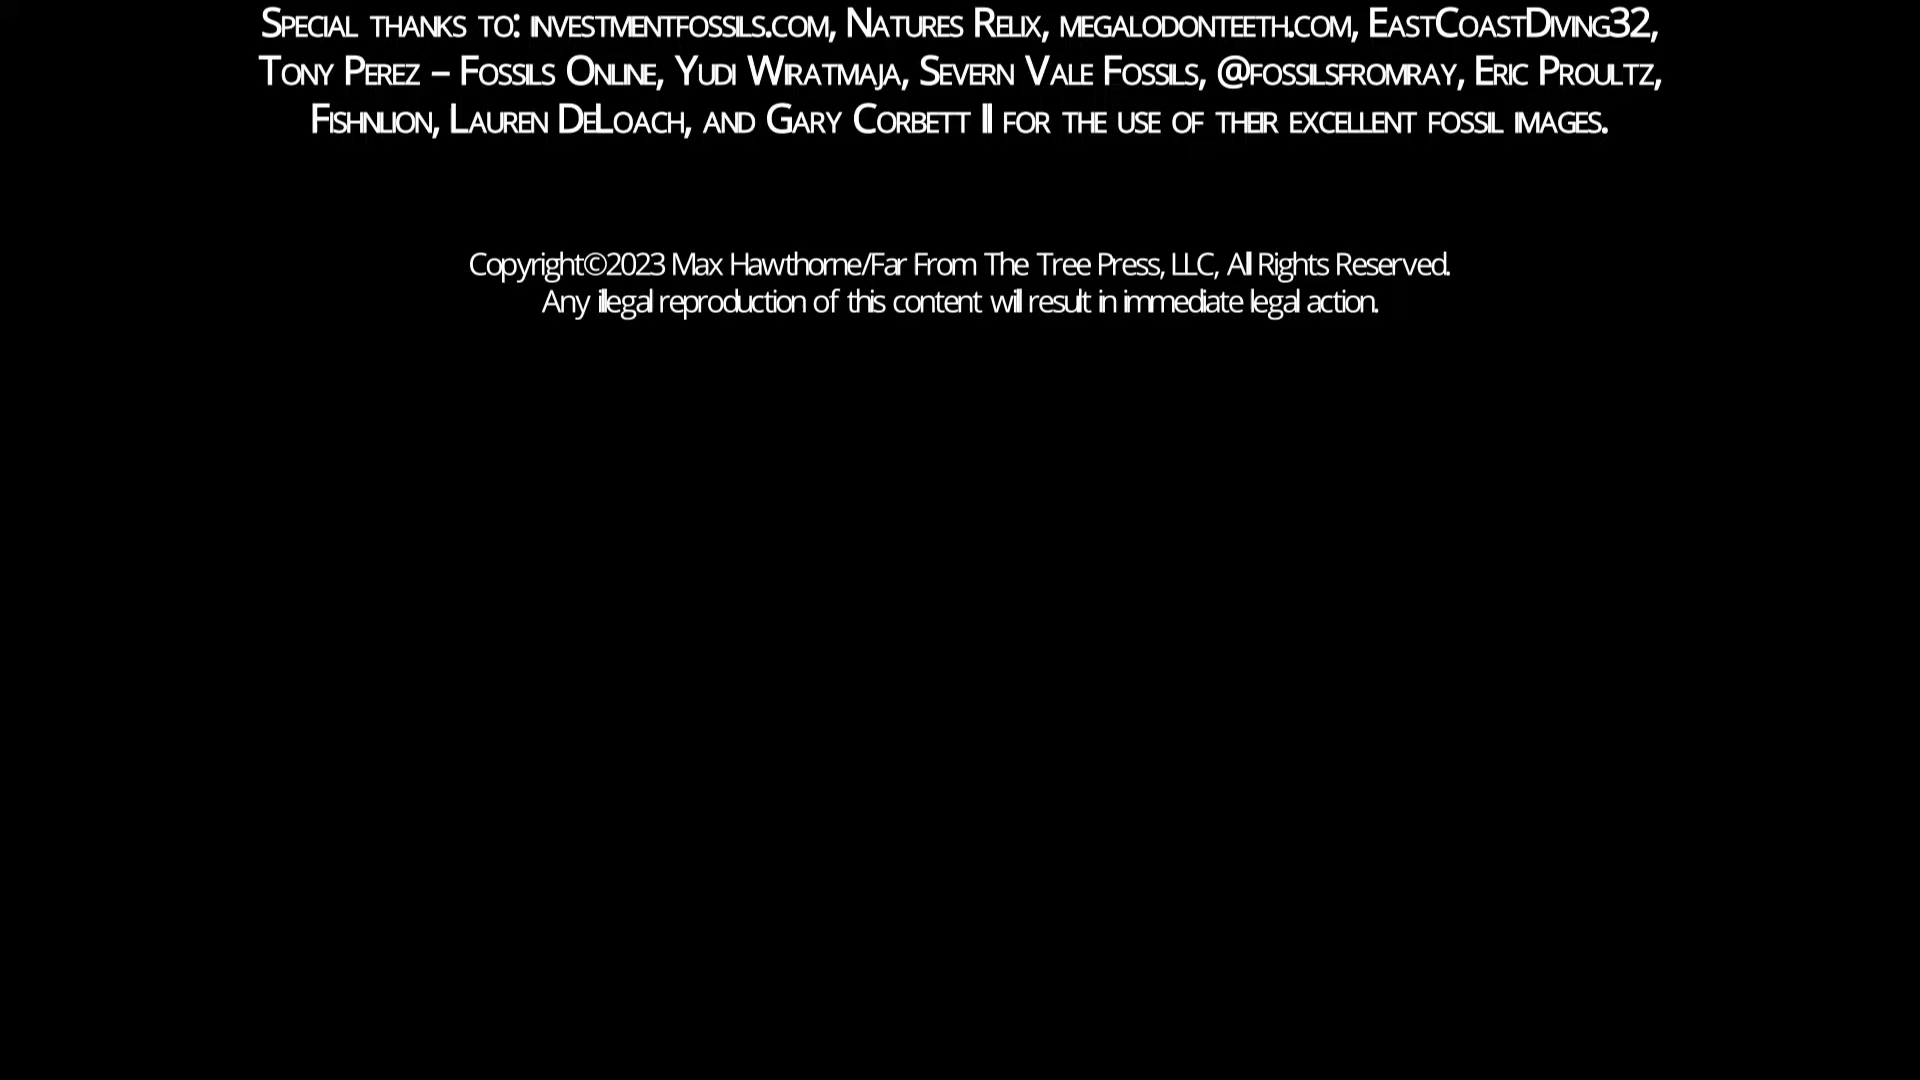 Special thanks to: investmentfossils.com, Natures Relix, megalodonteeth.com, EastCoastDiving32,
Tony Perez – Fossils Online, Yudi Wiratmaja, Severn Vale Fossils, @fossilsfromray, Eric Proultz,
Fishnlion, Lauren DeLoach, and Gary Corbett II for the use of their excellent fossil images.
Copyright©2023 Max Hawthorne/Far From The Tree Press, LLC, All Rights Reserved.
Any illegal reproduction of this content will result in immediate legal action.